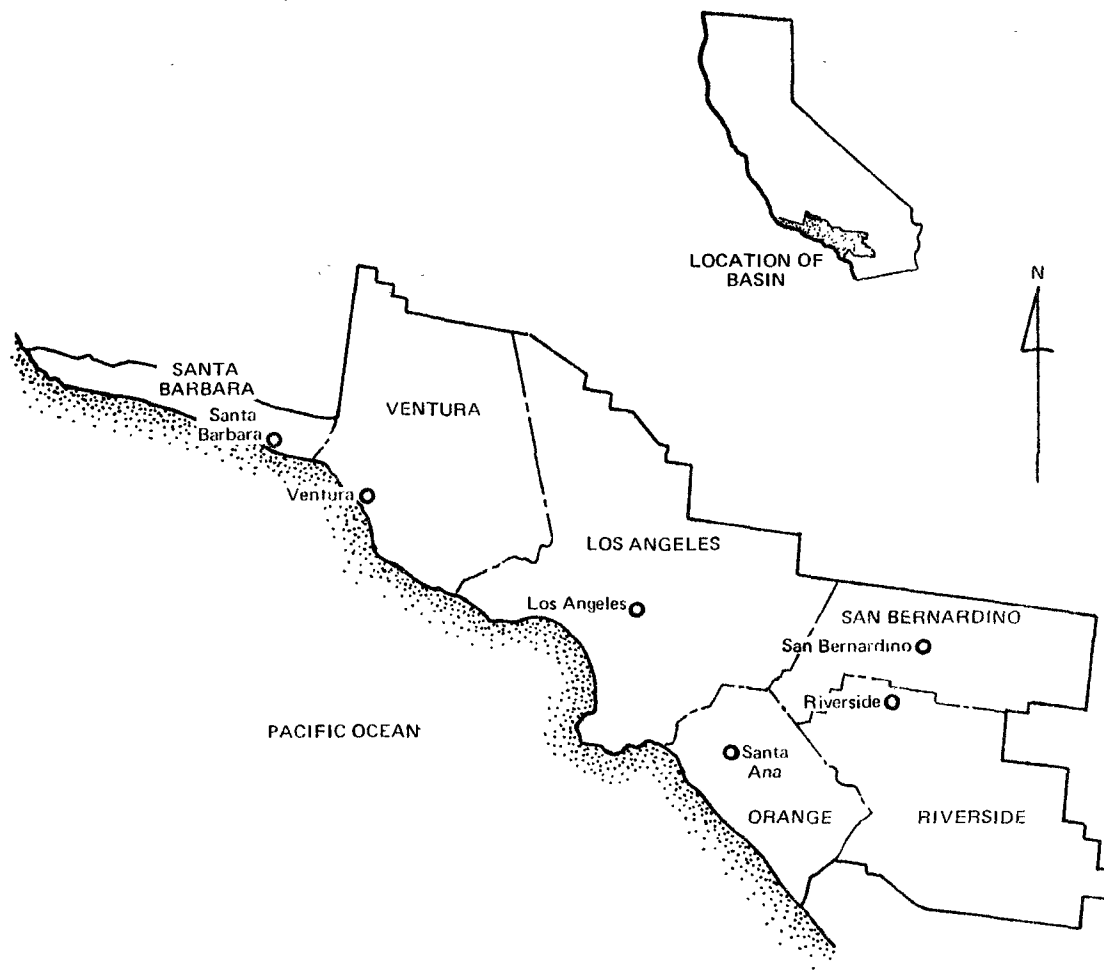 LOCATION OF
BASIN
N
SANTA
BARBARA
Santa
Barbara
VENTURA
Ventura
LOS ANGELES
Los Angeles
SAN BERNARDINO
San Bernardino
Riverside
PACIFIC OCEAN
Santa
Ana
ORANGE
RIVERSIDE